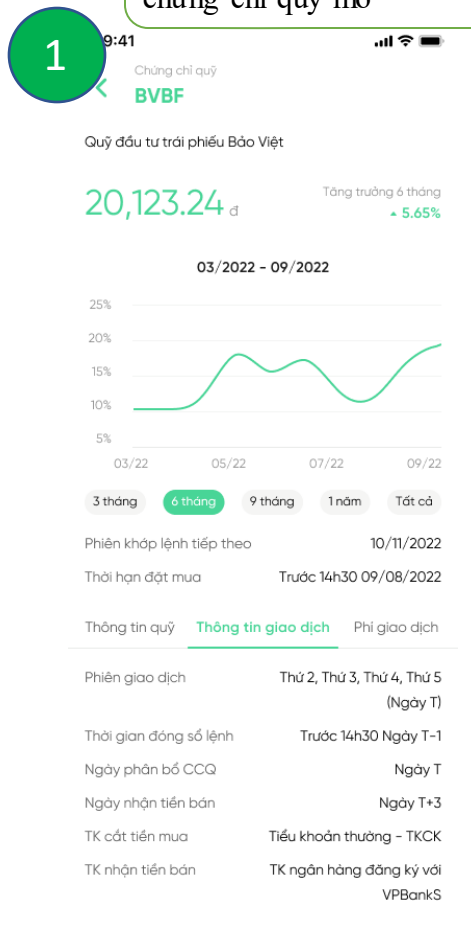 chứng chỉ quỹ mở
1
9:41
Chứng chỉ quỹ
BVBF
Quỹ đầu tư trái phiếu Bảo Việt
20,123.24 đ
Tăng trưởng 6 tháng
5.65%
03/2022 - 09/2022
25%
20%
15%
10%
5%
03/22 05/22 07/22 09/22
3 tháng 6 tháng 9 tháng 1 năm Tất cả
Phiên khớp lệnh tiếp theo 10/11/2022
Thời hạn đặt mua Trước 14h30 09/08/2022
Thông tin quỹ Thông tin giao dịch Phí giao dịch
Phiên giao dịch Thứ 2, Thứ 3, Thứ 4, Thứ 5
(Ngày T)
Thời gian đóng sổ lệnh Trước 14h30 Ngày T-1
Ngày phân bổ CCQ Ngày T
Ngày nhận tiền bán Ngày T+3
TK cắt tiền mua Tiểu khoản thường - TKCK
TK nhận tiền bán TK ngân hàng đăng ký với
VPBankS